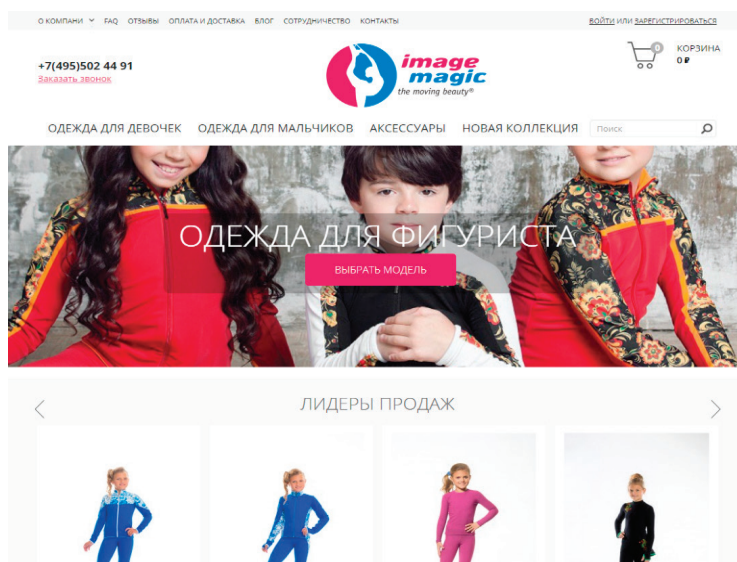 О КОМПАНИ FAQ ОТЗЫВЫ ОПЛАТА И ДОСТАВКА БЛОГ СОТРУДНИЧЕСТВО КОНТАКТЫ ВОЙТИ ИЛИ ЗАРЕГИСТРИРОВАТЬСЯ
+7(495)502 44 91
Заказать звонок
image
magic
the moving beauty®
0
КОРЗИНА
0 ₽
ОДЕЖДА ДЛЯ ДЕВОЧЕК ОДЕЖДА ДЛЯ МАЛЬЧИКОВ АКСЕССУАРЫ НОВАЯ КОЛЛЕКЦИЯ Поиск
ОДЕЖДА ДЛЯ ФИГУРИСТА
ВЫБРАТЬ МОДЕЛЬ
ЛИДЕРЫ ПРОДАЖ